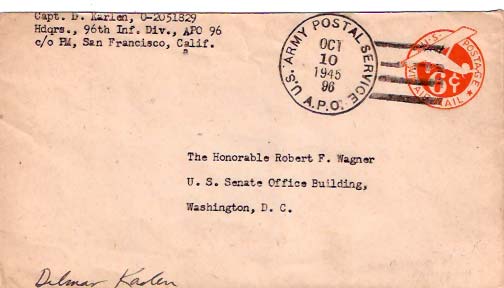 Capt. D. Karlen, O-2051829
Hdqrs., 96th Inf. Div., APO 96
c/o PM, San Francisco, Calif.
a
U.S. ARMY POSTAL SERVICE
OCT
10
1945
96
A.P.O.
U.S. POSTAGE
6¢
AIR MAIL
The Honorable Robert F. Wagner
U. S. Senate Office Building,
Washington, D. C.
Delmar Karlen